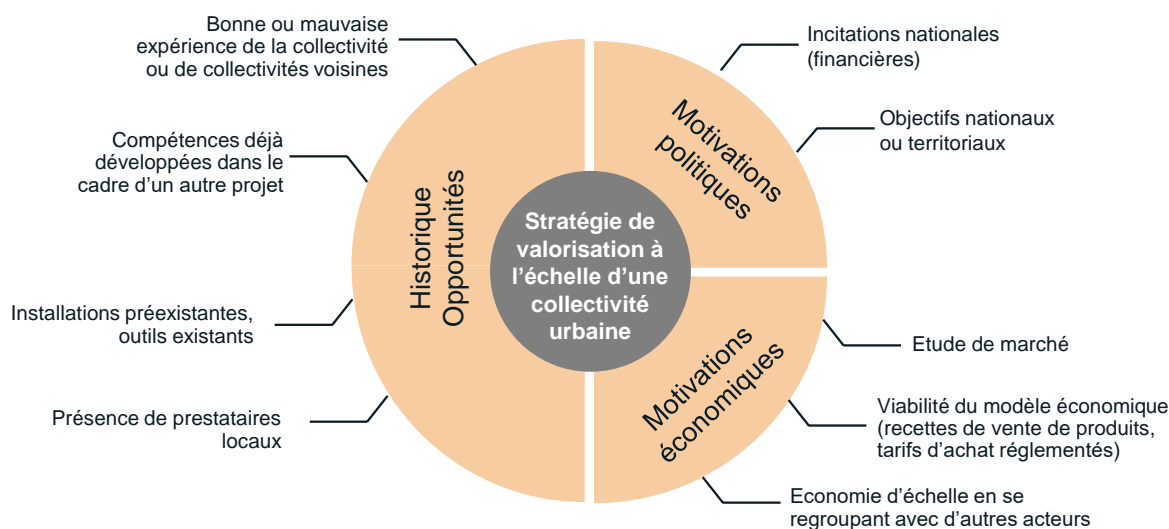 Bonne ou mauvaise
expérience de la collectivité
ou de collectivités voisines
Compétences déjà
développées dans le
cadre d’un autre projet
Installations préexistantes,
outils existants
Présence de prestataires
locaux
Historique
Opportunités
Stratégie de
valorisation à
l’échelle d’une
collectivité
urbaine
Motivations
politiques
Incitations nationales
(financières)
Objectifs nationaux
ou territoriaux
Motivations
économiques
Etude de marché
Viabilité du modèle économique
(recettes de vente de produits,
tarifs d’achat réglementés)
Economie d’échelle en se
regroupant avec d’autres acteurs